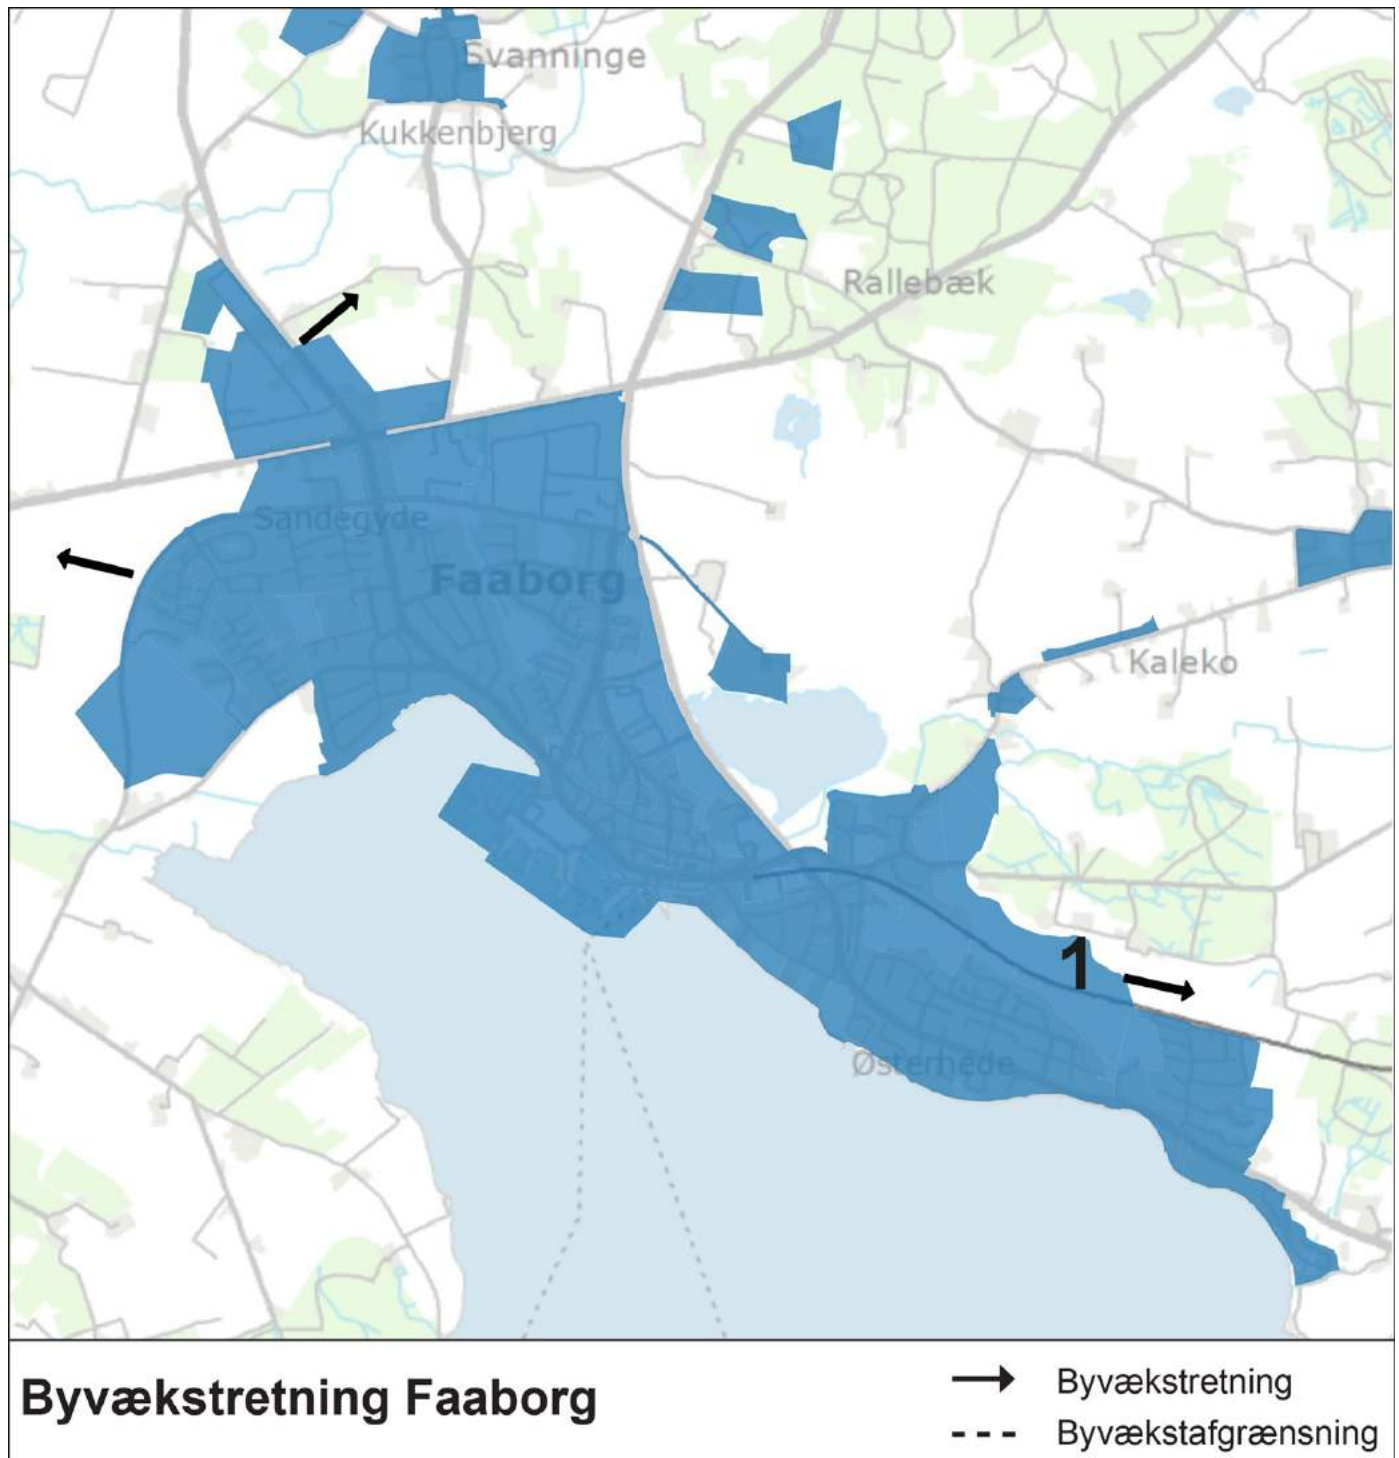 Svanninge
Kukkenbjerg
Rallebæk
Sandegyde
Faaborg
Kaleko
1
Østerhede
Byvækstretning Faaborg
Byvækstretning
Byvækstafgrænsning